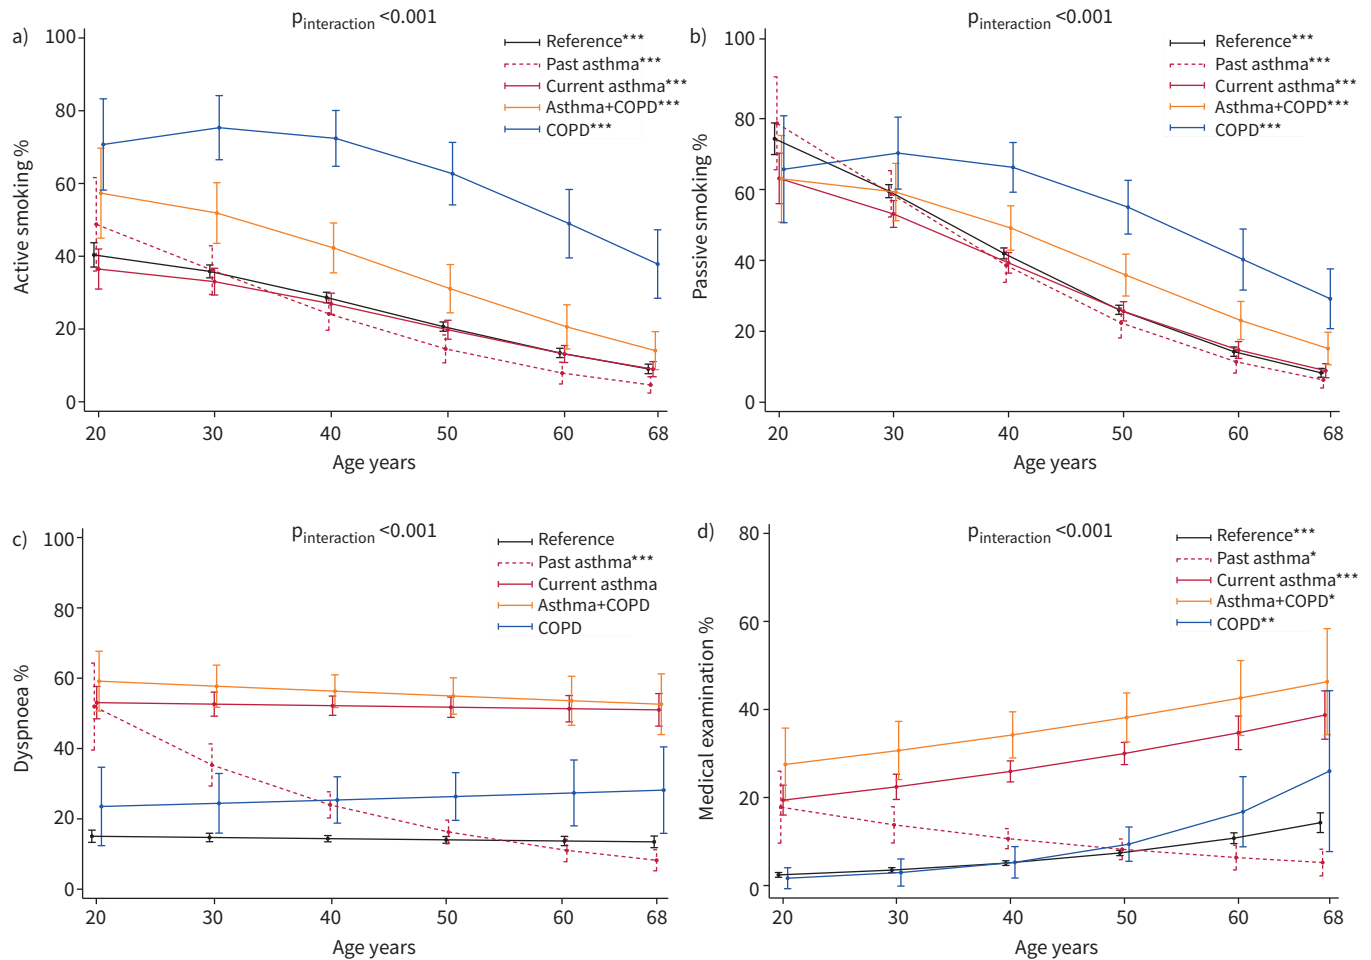 a)
p_interaction <0.001
Reference***
Past asthma***
Current asthma***
Asthma+COPD***
COPD***
Active smoking %
100
80
60
40
20
0
20 30 40 50 60 68
Age years
b)
p_interaction <0.001
Reference***
Past asthma***
Current asthma***
Asthma+COPD***
COPD***
Passive smoking %
100
80
60
40
20
0
20 30 40 50 60 68
Age years
c)
p_interaction <0.001
Reference
Past asthma***
Current asthma
Asthma+COPD
COPD
Dyspnoea %
100
80
60
40
20
0
20 30 40 50 60 68
Age years
d)
p_interaction <0.001
Reference***
Past asthma*
Current asthma***
Asthma+COPD*
COPD**
Medical examination %
80
60
40
20
0
20 30 40 50 60 68
Age years